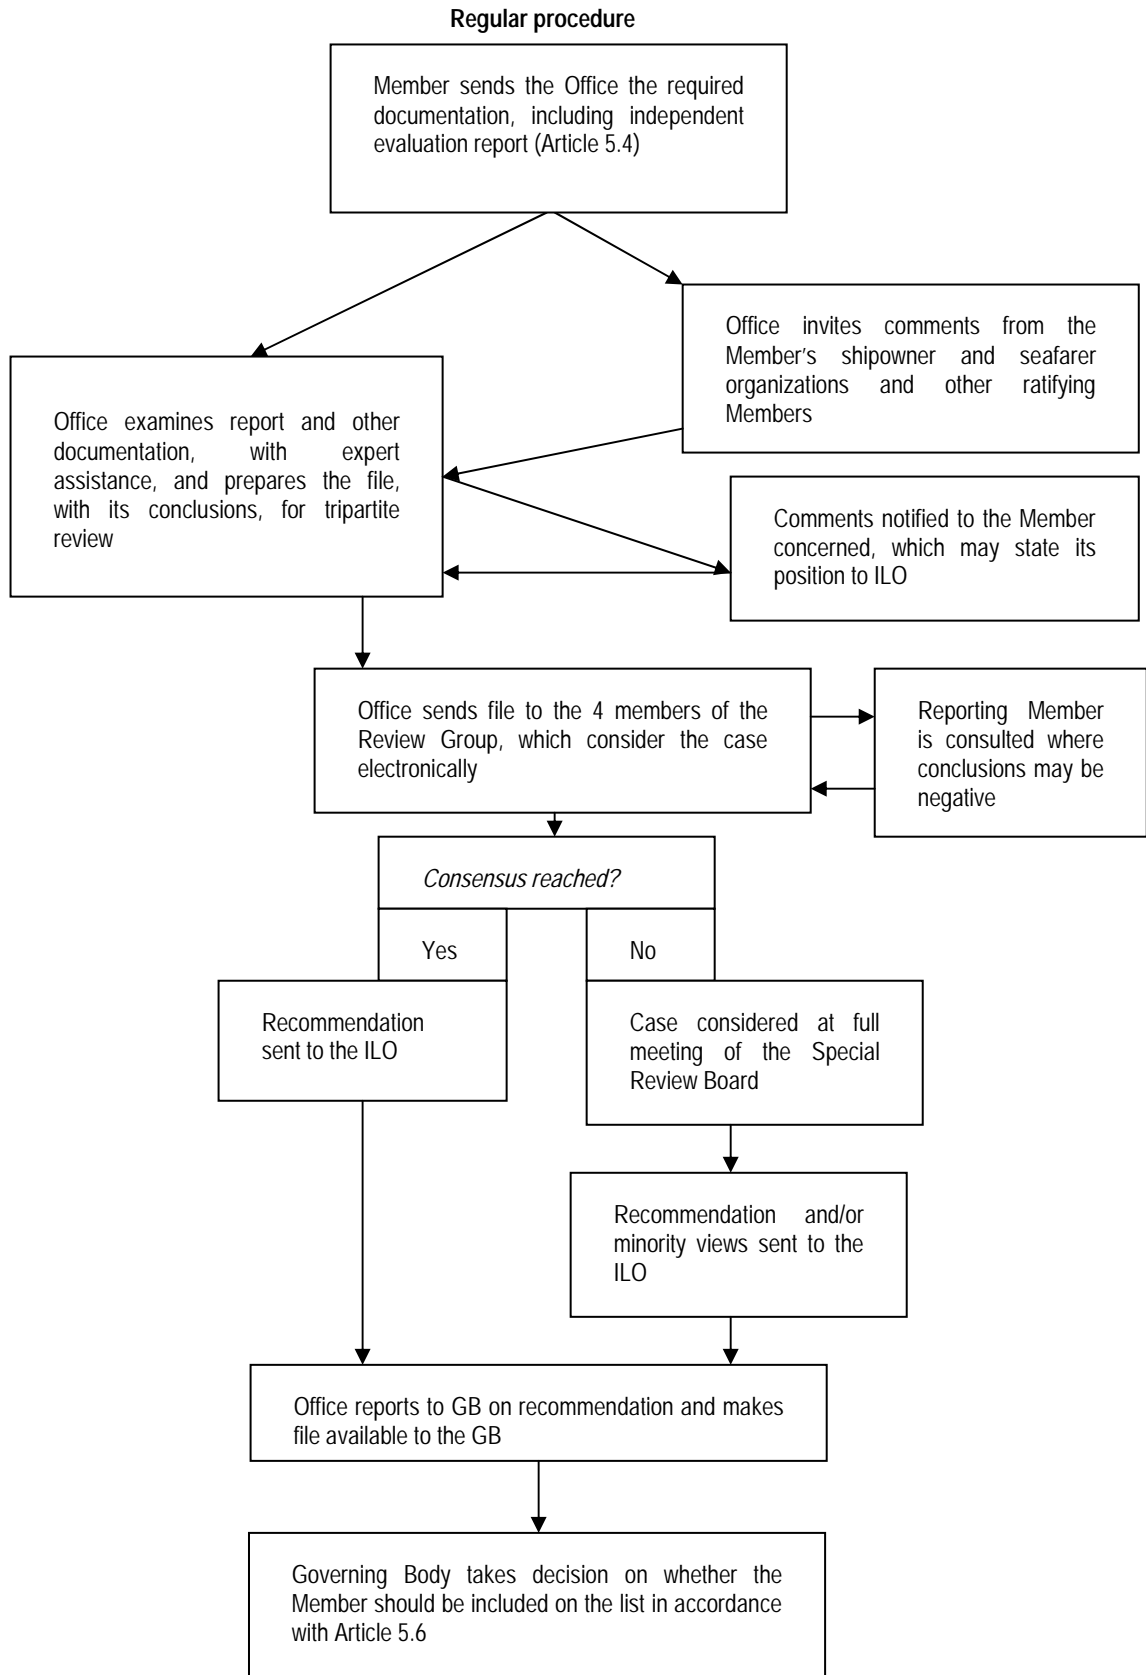 Regular procedure
Member sends the Office the required
documentation, including independent
evaluation report (Article 5.4)
Office invites comments from the
Member's shipowner and seafarer
organizations and other ratifying
Members
Office examines report and other
documentation, with expert
assistance, and prepares the file,
with its conclusions, for tripartite
review
Comments notified to the Member
concerned, which may state its
position to ILO
Office sends file to the 4 members of the
Review Group, which consider the case
electronically
Reporting Member
is consulted where
conclusions may be
negative
Consensus reached?
Yes
No
Recommendation
sent to the ILO
Case considered at full
meeting of the Special
Review Board
Recommendation and/or
minority views sent to the
ILO
Office reports to GB on recommendation and makes
file available to the GB
Governing Body takes decision on whether the
Member should be included on the list in accordance
with Article 5.6